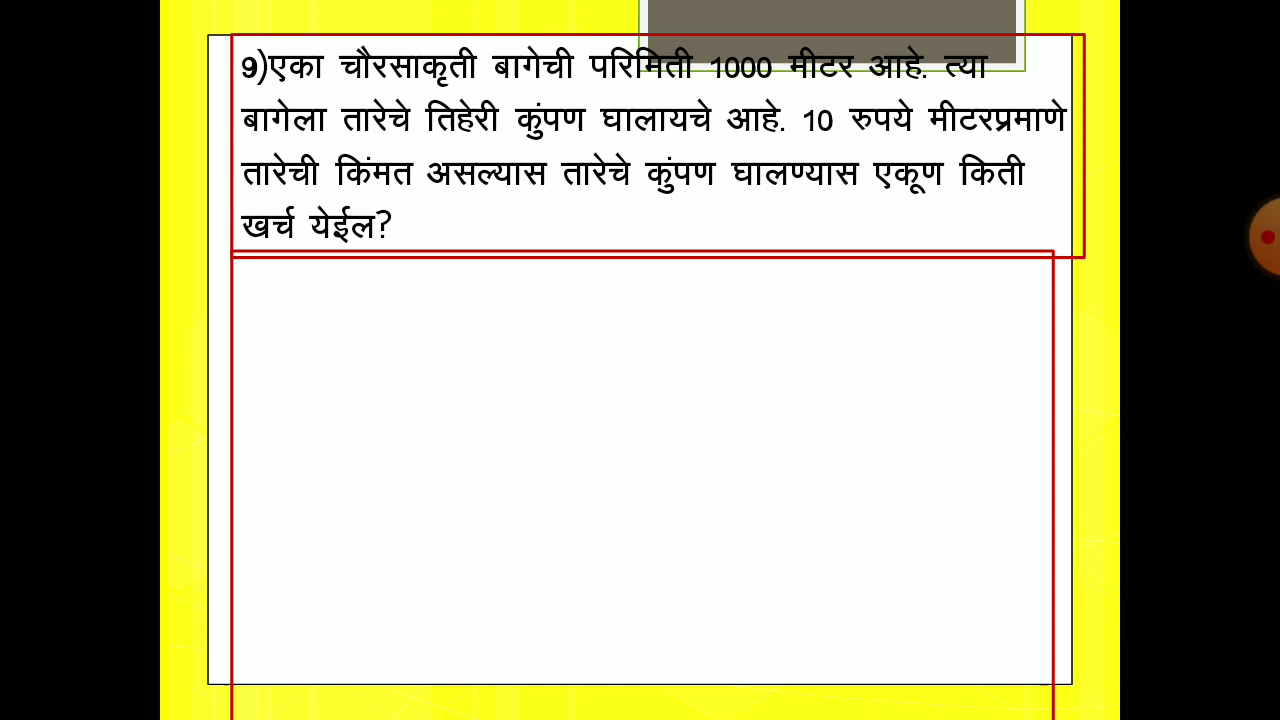 9)एका चौरसाकृती बागेची परिमिती 1000 मीटर आहे. त्या
बागेला तारेचे तिहेरी कुंपण घालायचे आहे. 10 रुपये मीटरप्रमाणे
तारेची किंमत असल्यास तारेचे कुंपण घालण्यास एकूण किती
खर्च येईल?